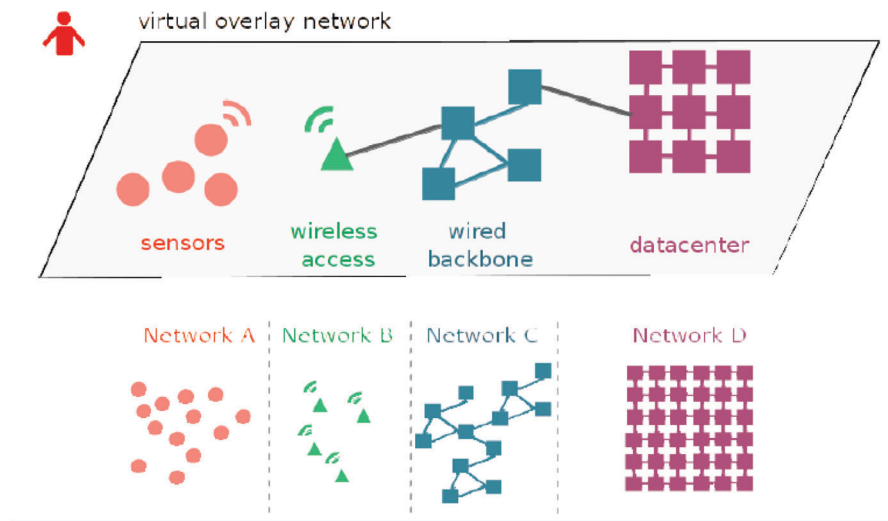 virtual overlay network
sensors
wireless
access
wired
backbone
datacenter
Network A
Network B
Network C
Network D